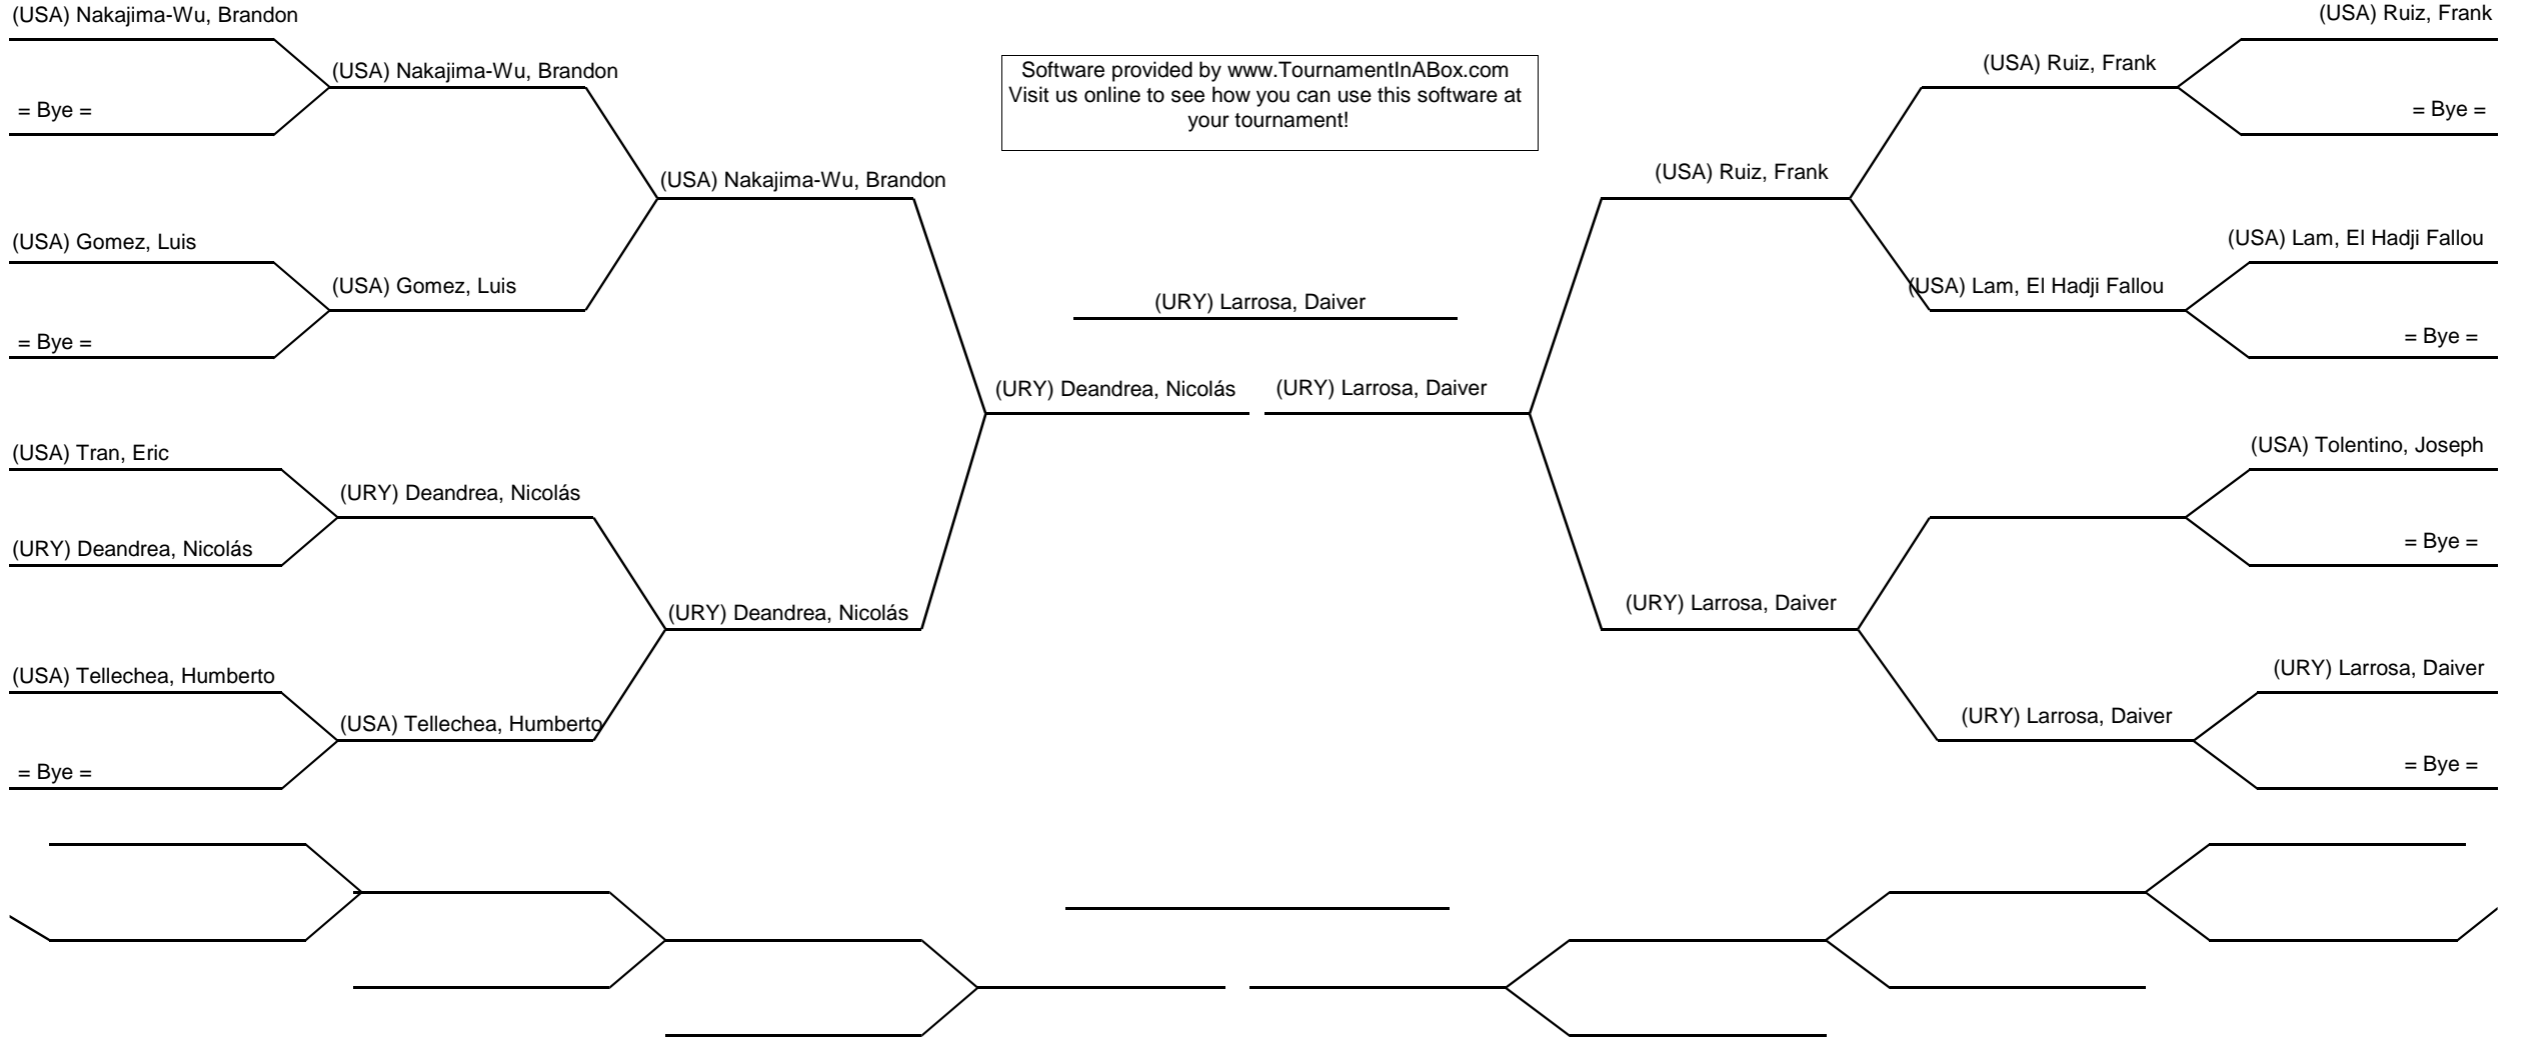 (USA) Nakajima-Wu, Brandon
= Bye =
(USA) Gomez, Luis
= Bye =
(USA) Tran, Eric
(URY) Deandrea, Nicolás
(USA) Tellechea, Humberto
= Bye =
(USA) Nakajima-Wu, Brandon
(USA) Gomez, Luis
(URY) Deandrea, Nicolás
(USA) Tellechea, Humberto
(USA) Nakajima-Wu, Brandon
(URY) Deandrea, Nicolás
Software provided by www.TournamentInABox.com
Visit us online to see how you can use this software at
your tournament!
(URY) Larrosa, Daiver
(URY) Deandrea, Nicolás
(URY) Larrosa, Daiver
(USA) Ruiz, Frank
(URY) Larrosa, Daiver
(USA) Ruiz, Frank
(USA) Lam, El Hadji Fallou
(URY) Larrosa, Daiver
(USA) Ruiz, Frank
= Bye =
(USA) Lam, El Hadji Fallou
= Bye =
(USA) Tolentino, Joseph
= Bye =
(URY) Larrosa, Daiver
= Bye =